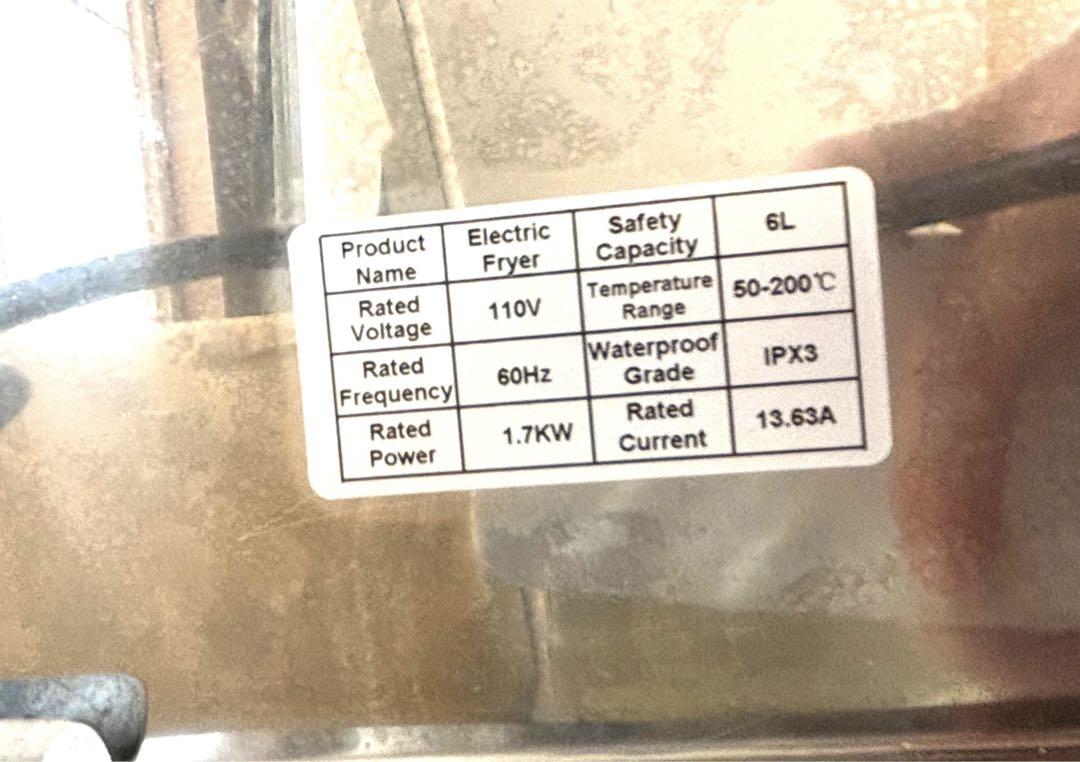 Product Name Electric Fryer Safety Capacity 6L
Rated Voltage 110V Temperature Range 50-200℃
Rated Frequency 60Hz Waterproof Grade IPX3
Rated Power 1.7KW Rated Current 13.63A